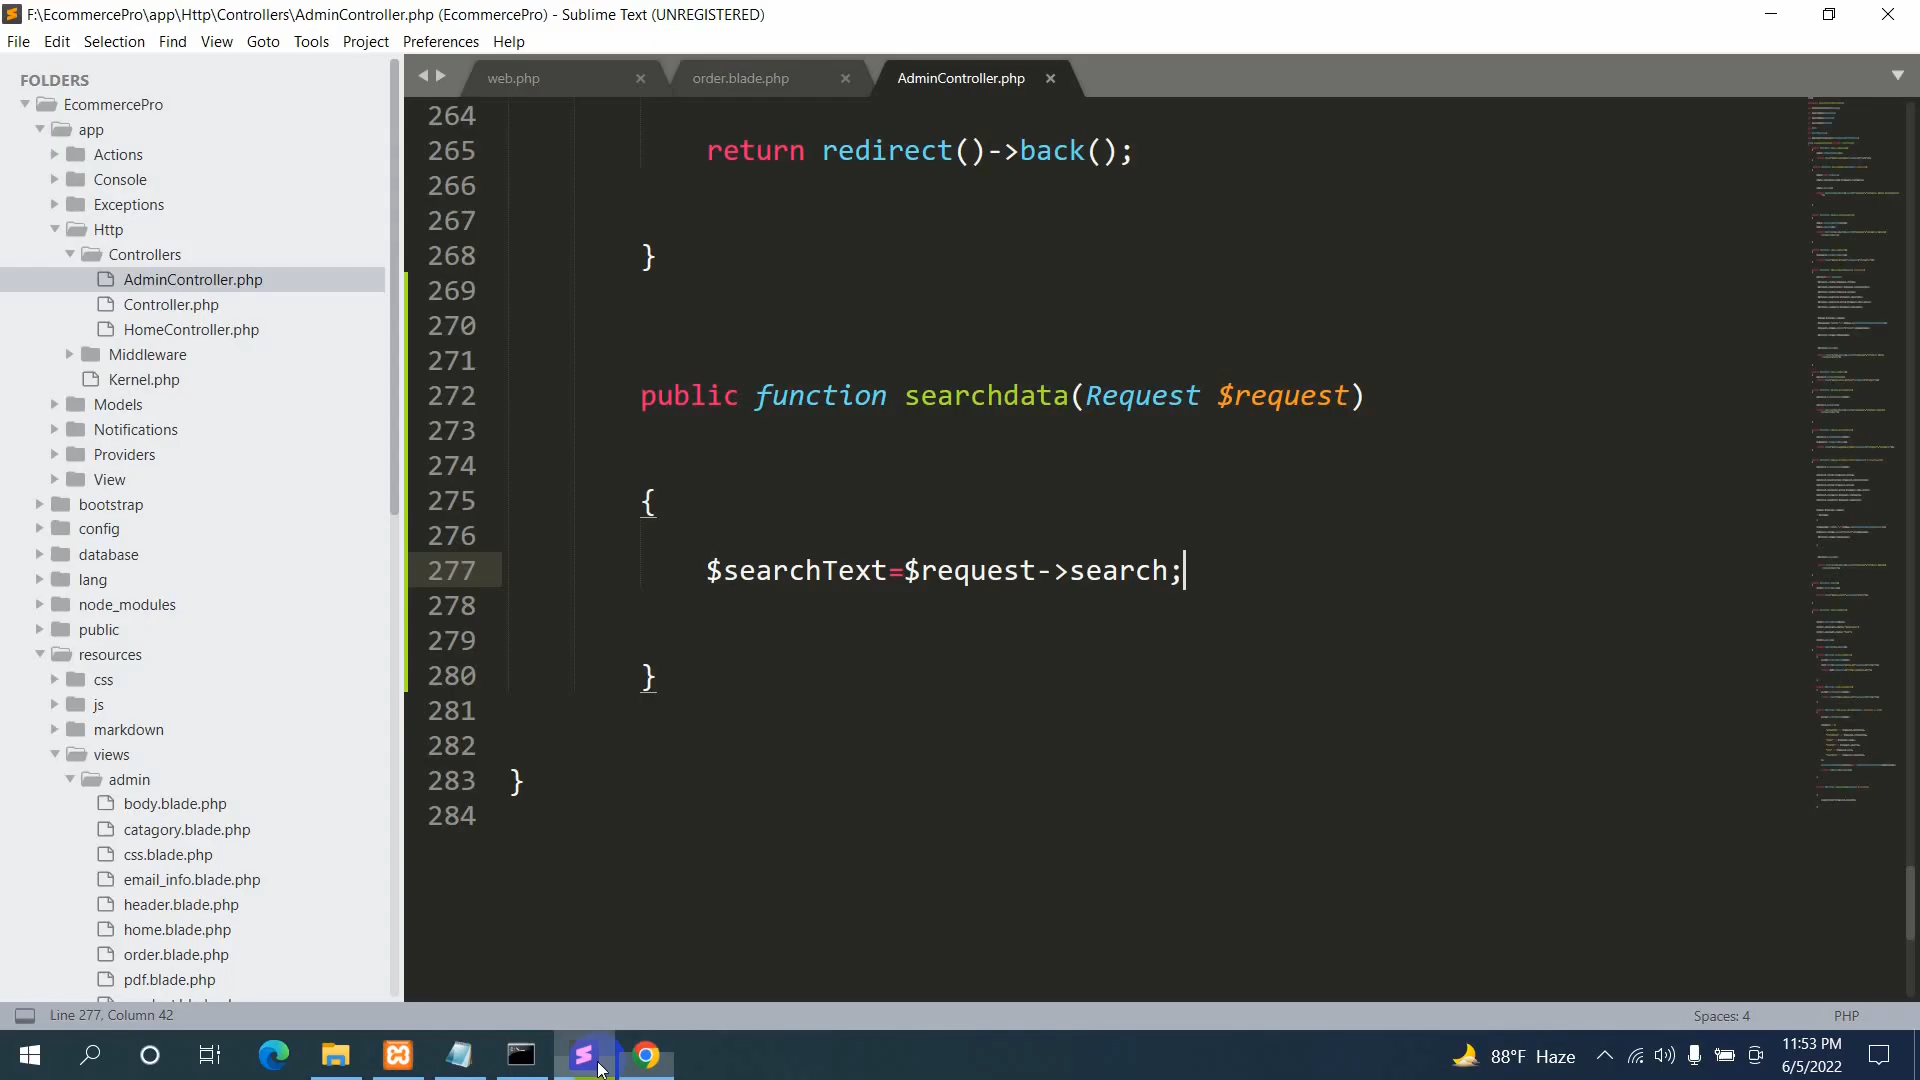 F:\EcommercePro\app\Http\Controllers\AdminController.php (EcommercePro) - Sublime Text (UNREGISTERED)
File Edit Selection Find View Goto Tools Project Preferences Help
FOLDERS
EcommercePro
app
Actions
Console
Exceptions
Http
Controllers
AdminController.php
Controller.php
HomeController.php
Middleware
Kernel.php
Models
Notifications
Providers
View
bootstrap
config
database
lang
node_modules
public
resources
css
js
markdown
views
admin
body.blade.php
catagory.blade.php
css.blade.php
email_info.blade.php
header.blade.php
home.blade.php
order.blade.php
pdf.blade.php
web.php order.blade.php AdminController.php
264
265 return redirect()->back();
266
267
268 }
269
270
271
272 public function searchdata(Request $request)
273
274
275 {
276
277 $searchText=$request->search;
278
279
280 }
281
282
283 }
284
Line 277, Column 42 Spaces: 4 PHP
88°F Haze 11:53 PM
6/5/2022